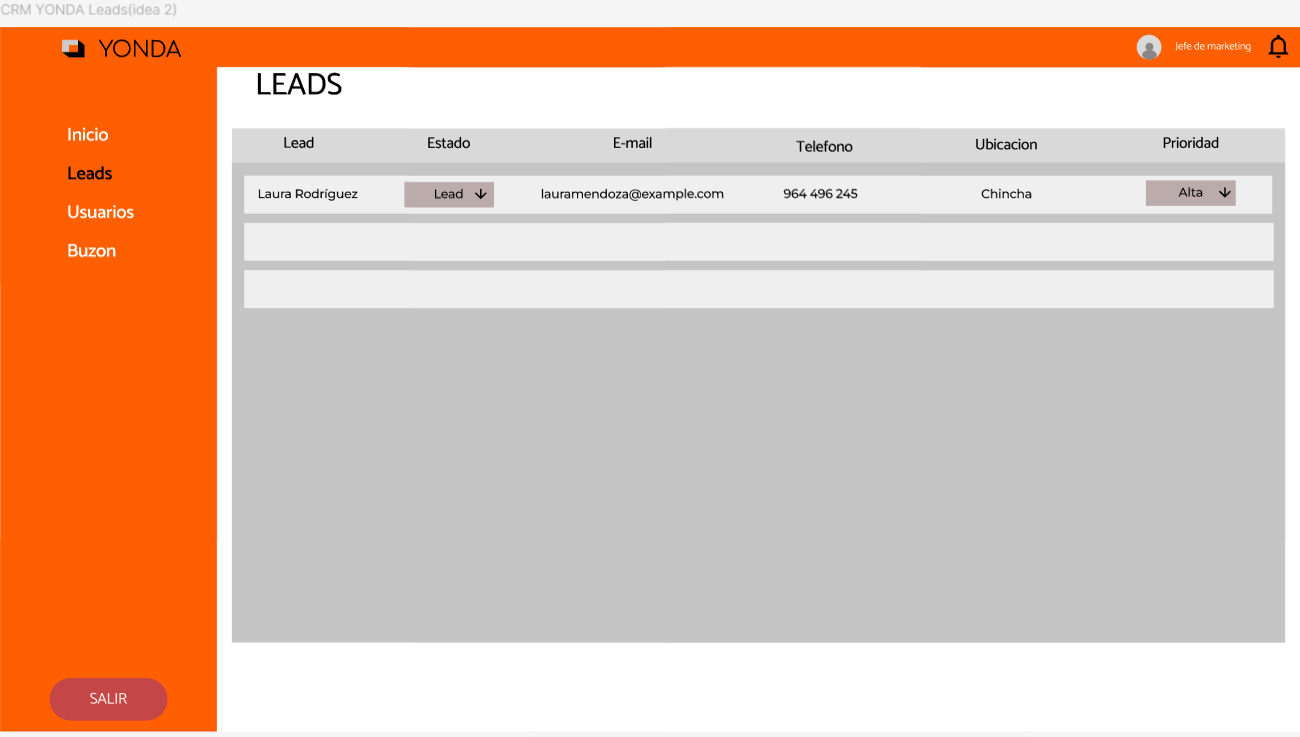 CRM YONDA Leads(idea 2)
YONDA
Jefe de marketing
LEADS
Inicio
Leads
Usuarios
Buzon
Lead Estado E-mail Telefono Ubicacion Prioridad
Laura Rodríguez Lead lauramendoza@example.com 964 496 245 Chincha Alta
SALIR